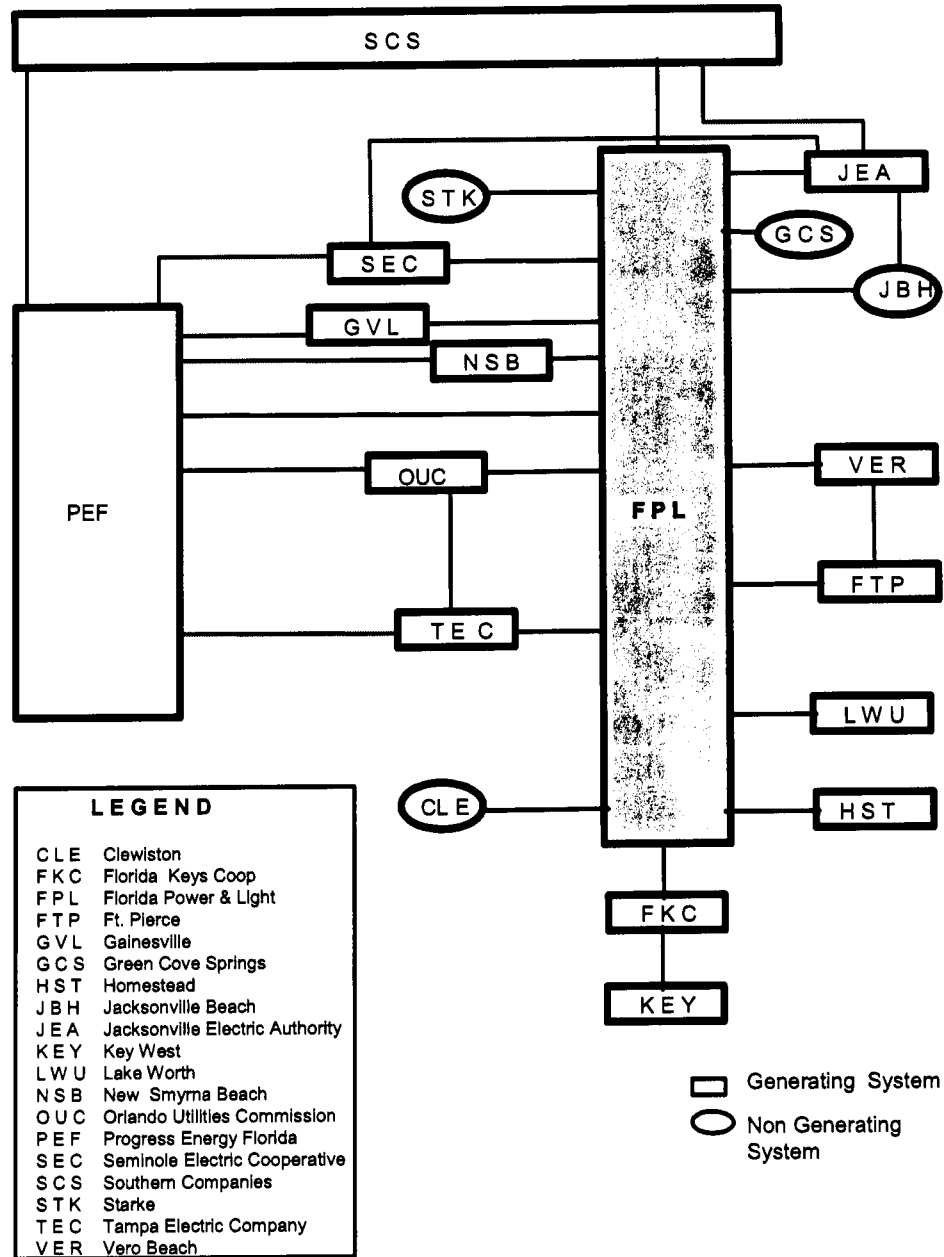 SCS
JEA
STK
GCS
SEC
JBH
GVL
NSB
VER
OUC
PEF
FPL
FTP
TEC
LWU
CLE
HST
FKC
KEY
LEGEND
CLE Clewiston
FKC Florida Keys Coop
FPL Florida Power & Light
FTP Ft. Pierce
GVL Gainesville
GCS Green Cove Springs
HST Homestead
JBH Jacksonville Beach
JEA Jacksonville Electric Authority
KEY Key West
LWU Lake Worth
NSB New Smyrna Beach
OUC Orlando Utilities Commission
PEF Progress Energy Florida
SEC Seminole Electric Cooperative
SCS Southern Companies
STK Starke
TEC Tampa Electric Company
VER Vero Beach
Generating System
Non Generating
System